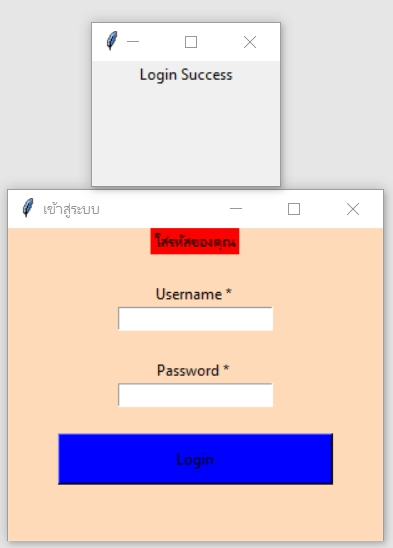 Login Success
เข้าสู่ระบบ
ใส่รหัสของคุณ
Username *
Password *
Login